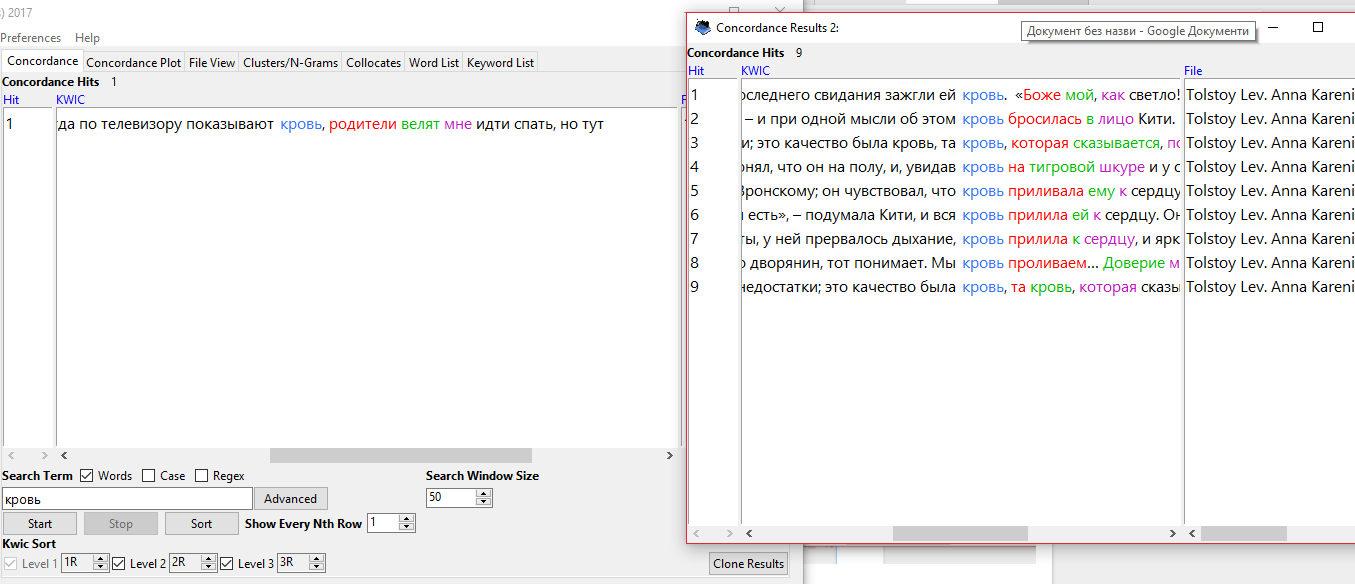 ) 2017
Preferences Help
Concordance Concordance Plot File View Clusters/N-Grams Collocates Word List Keyword List
Concordance Hits 1
Hit KWIC
1 да по телевизору показывают кровь, родители велят мне идти спать, но тут
Search Term Words Case Regex Search Window Size
кровь Advanced 50
Start Stop Sort Show Every Nth Row 1
Kwic Sort
Level 1 1R Level 2 2R Level 3 3R Clone Results
Concordance Results 2:
Документ без назви - Google Документи
Concordance Hits 9
Hit KWIC File
1 оследнего свидания зажгли ей кровь. «Боже мой, как светло! Tolstoy Lev. Anna Kareni
2 – и при одной мысли об этом кровь бросилась в лицо Кити. Tolstoy Lev. Anna Kareni
3 и; это качество была кровь, та кровь, которая сказывается, по Tolstoy Lev. Anna Kareni
4 онял, что он на полу, и, увидав кровь на тигровой шкуре и у с Tolstoy Lev. Anna Kareni
5 Вронскому; он чувствовал, что кровь приливала ему к сердцу Tolstoy Lev. Anna Kareni
6 и есть», – подумала Кити, и вся кровь прилила ей к сердцу. Он Tolstoy Lev. Anna Kareni
7 ты, у ней прервалось дыхание, кровь прилила к сердцу, и ярк Tolstoy Lev. Anna Kareni
8 о дворянин, тот понимает. Мы кровь проливаем... Доверие м Tolstoy Lev. Anna Kareni
9 недостатки; это качество была кровь, та кровь, которая сказы Tolstoy Lev. Anna Kareni